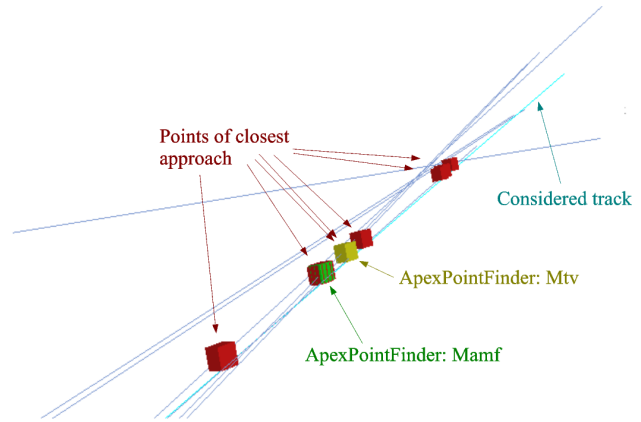 Points of closest
approach
Considered track
ApexPointFinder: Mtv
ApexPointFinder: Mamf